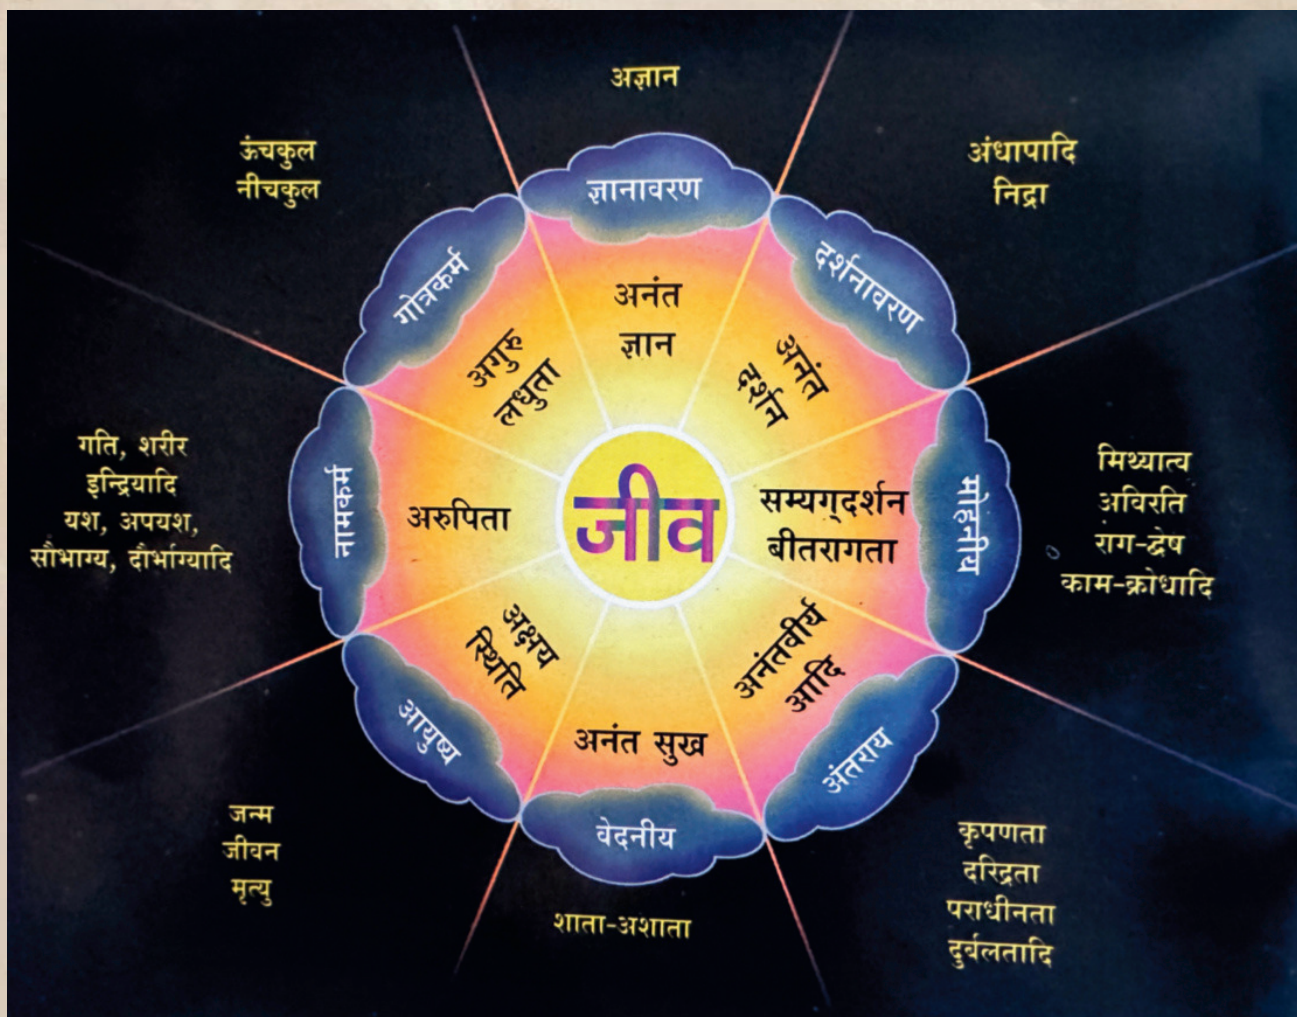 अज्ञान
ऊंचकुल
नीचकुल
अंधापादि
निद्रा
ज्ञानावरण
दर्शनावरण
गोत्रकर्म
अनंत
ज्ञान
अनंत
दर्शन
अगुरु
लधुता
गति, शरीर
इन्द्रियादि
यश, अपयश,
सौभाग्य, दौर्भाग्यादि
नामकर्म
अरुपिता
जीव
सम्यग्दर्शन
बीतरागता
मोहनीय
मिथ्यात्व
अविरति
राग-द्वेष
काम-क्रोधादि
अक्षय
स्थिति
अनंतवीर्य
आदि
अनंत सुख
आयुष्य
अंतराय
वेदनीय
जन्म
जीवन
मृत्यु
शाता-अशाता
कृपणता
दरिद्रता
पराधीनता
दुर्बलतादि